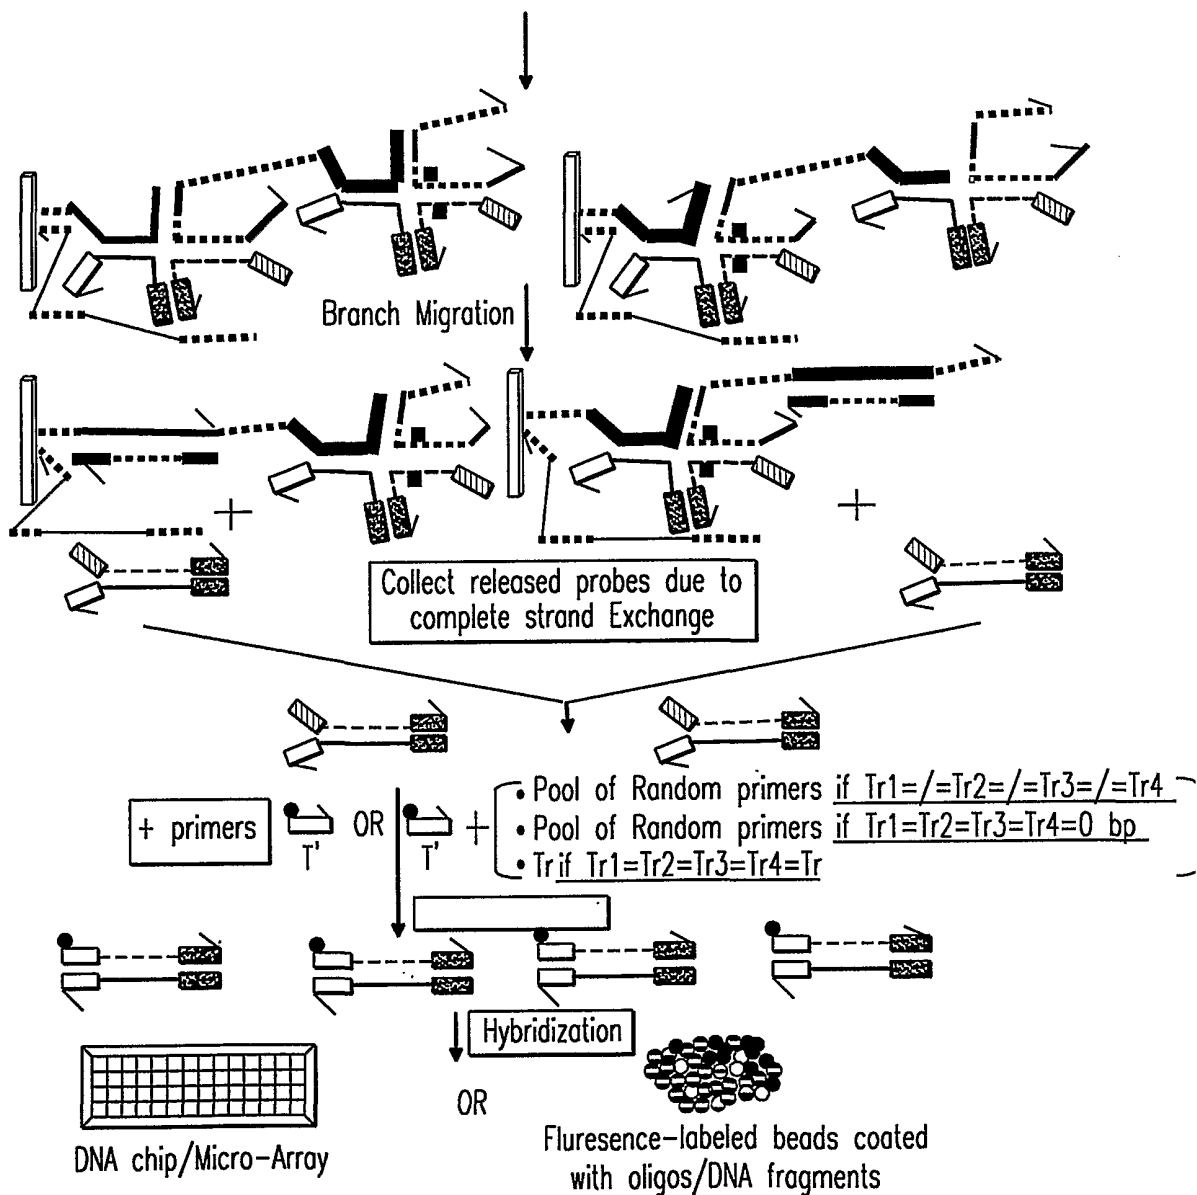 Branch Migration
Collect released probes due to
complete strand Exchange
+ primers
T'
OR
T'
+
• Pool of Random primers if Tr1=/=Tr2=/=Tr3=/=Tr4
• Pool of Random primers if Tr1=Tr2=Tr3=Tr4=0 bp
• Tr if Tr1=Tr2=Tr3=Tr4=Tr
Hybridization
OR
DNA chip/Micro-Array
Fluresence-labeled beads coated
with oligos/DNA fragments